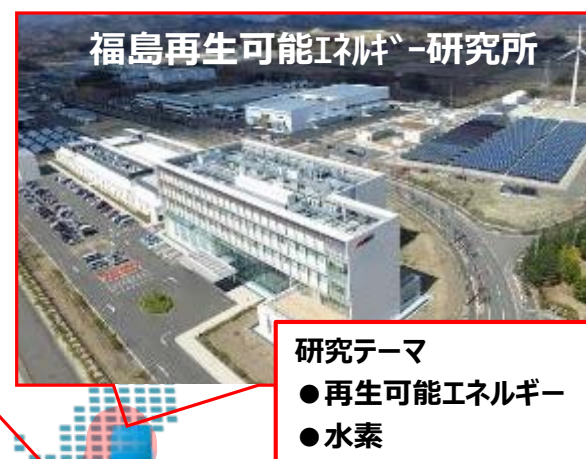 福島再生可能ｴﾈﾙｷﾞｰ研究所
研究テーマ
●再生可能エネルギー
●水素